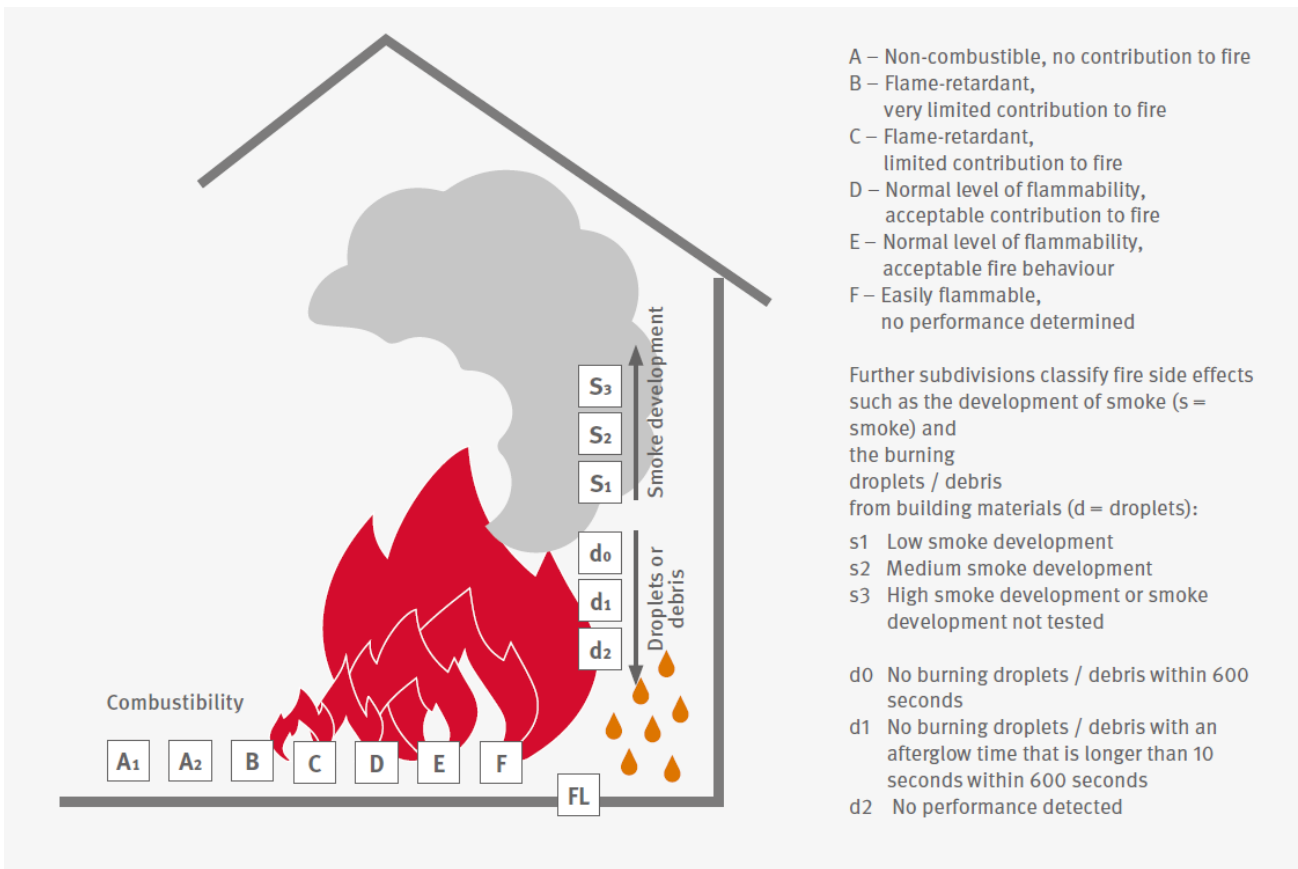 A – Non-combustible, no contribution to fire
B – Flame-retardant,
very limited contribution to fire
C – Flame-retardant,
limited contribution to fire
D – Normal level of flammability,
acceptable contribution to fire
E – Normal level of flammability,
acceptable fire behaviour
F – Easily flammable,
no performance determined
Further subdivisions classify fire side effects
such as the development of smoke (s =
smoke) and
the burning
droplets / debris
from building materials (d = droplets):
s1 Low smoke development
s2 Medium smoke development
s3 High smoke development or smoke
development not tested
d0 No burning droplets / debris within 600
seconds
d1 No burning droplets / debris with an
afterglow time that is longer than 10
seconds within 600 seconds
d2 No performance detected
Smoke development
S3
S2
S1
Droplets or
debris
d0
d1
d2
Combustibility
A1 A2 B C D E F
FL